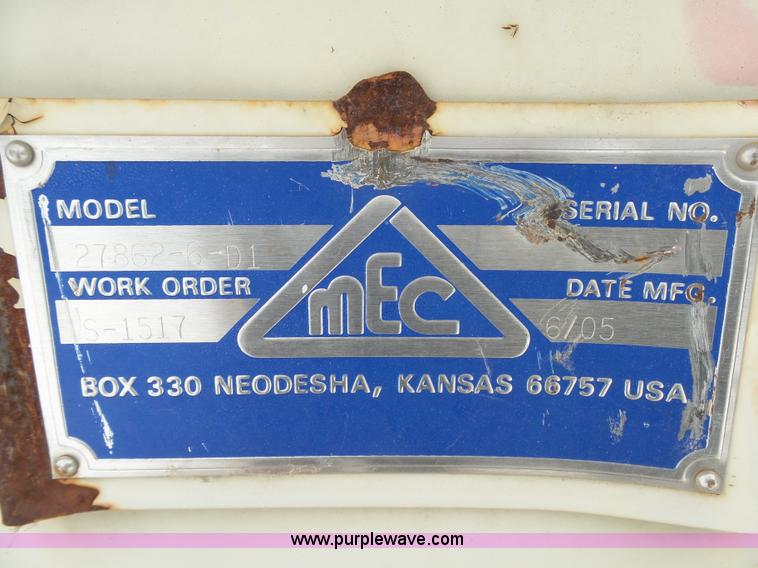 MODEL
SERIAL NO.
27862-6-D1
WORK ORDER
DATE MFG.
mEc
S-1517
6/05
BOX 330 NEODESHA, KANSAS 66757 USA
www.purplewave.com